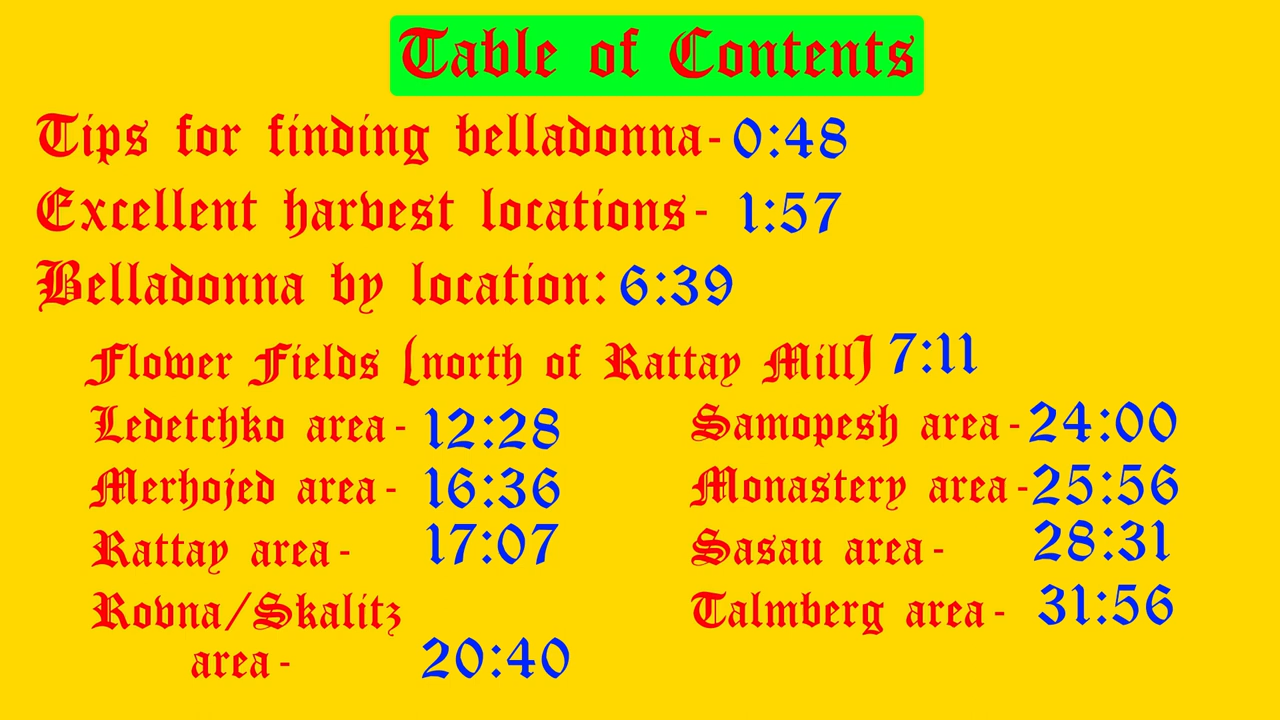 Table of Contents
Tips for finding belladonna- 0:48
Excellent harvest locations- 1:57
Belladonna by location: 6:39
Flower Fields (north of Rattay Mill) 7:11
Ledetchko area- 12:28
Merhojed area- 16:36
Rattay area- 17:07
Rovna/Skalitz
area- 20:40
Samopesh area- 24:00
Monastery area- 25:56
Sasau area- 28:31
Talmberg area- 31:56